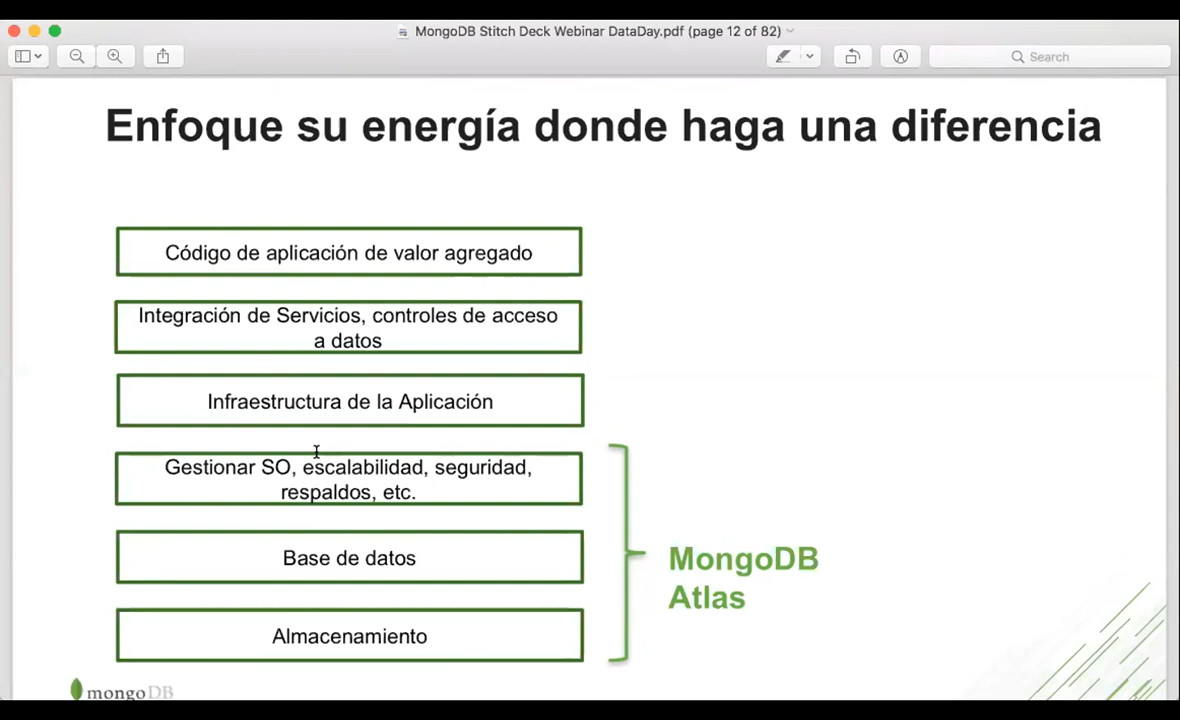 MongoDB Stitch Deck Webinar DataDay.pdf (page 12 of 82)
Search
Enfoque su energía donde haga una diferencia
Código de aplicación de valor agregado
Integración de Servicios, controles de acceso
a datos
Infraestructura de la Aplicación
Gestionar SO, escalabilidad, seguridad,
respaldos, etc.
Base de datos
Almacenamiento
MongoDB
Atlas
mongoDB